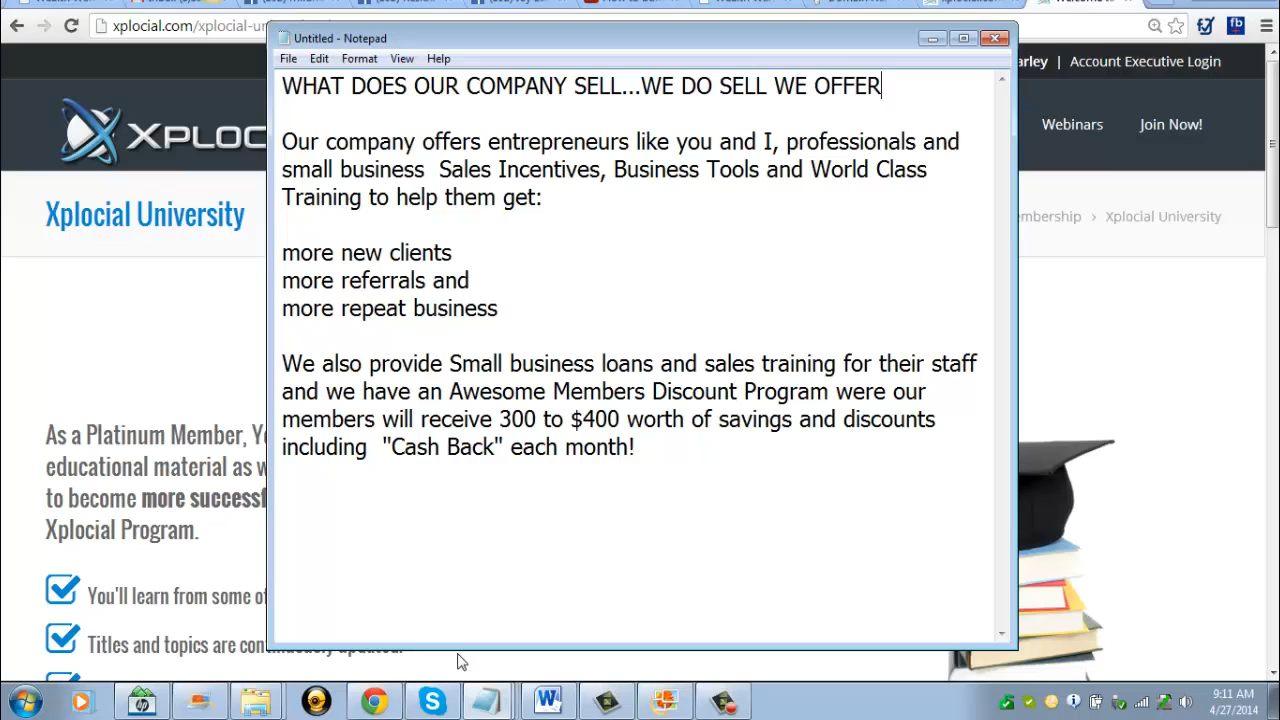 xplocial.com/xplocial-un
Untitled - Notepad
File Edit Format View Help
arley | Account Executive Login
XPLOCI
Webinars Join Now!
WHAT DOES OUR COMPANY SELL...WE DO SELL WE OFFER
Our company offers entrepreneurs like you and I, professionals and
small business  Sales Incentives, Business Tools and World Class
Training to help them get:
more new clients
more referrals and
more repeat business
We also provide Small business loans and sales training for their staff
and we have an Awesome Members Discount Program were our
members will receive 300 to $400 worth of savings and discounts
including  "Cash Back" each month!
Xplocial University
mbership > Xplocial University
As a Platinum Member, Y
educational material as w
to become more successf
Xplocial Program.
You'll learn from some of
Titles and topics are continuously updated.
9:11 AM
4/27/2014